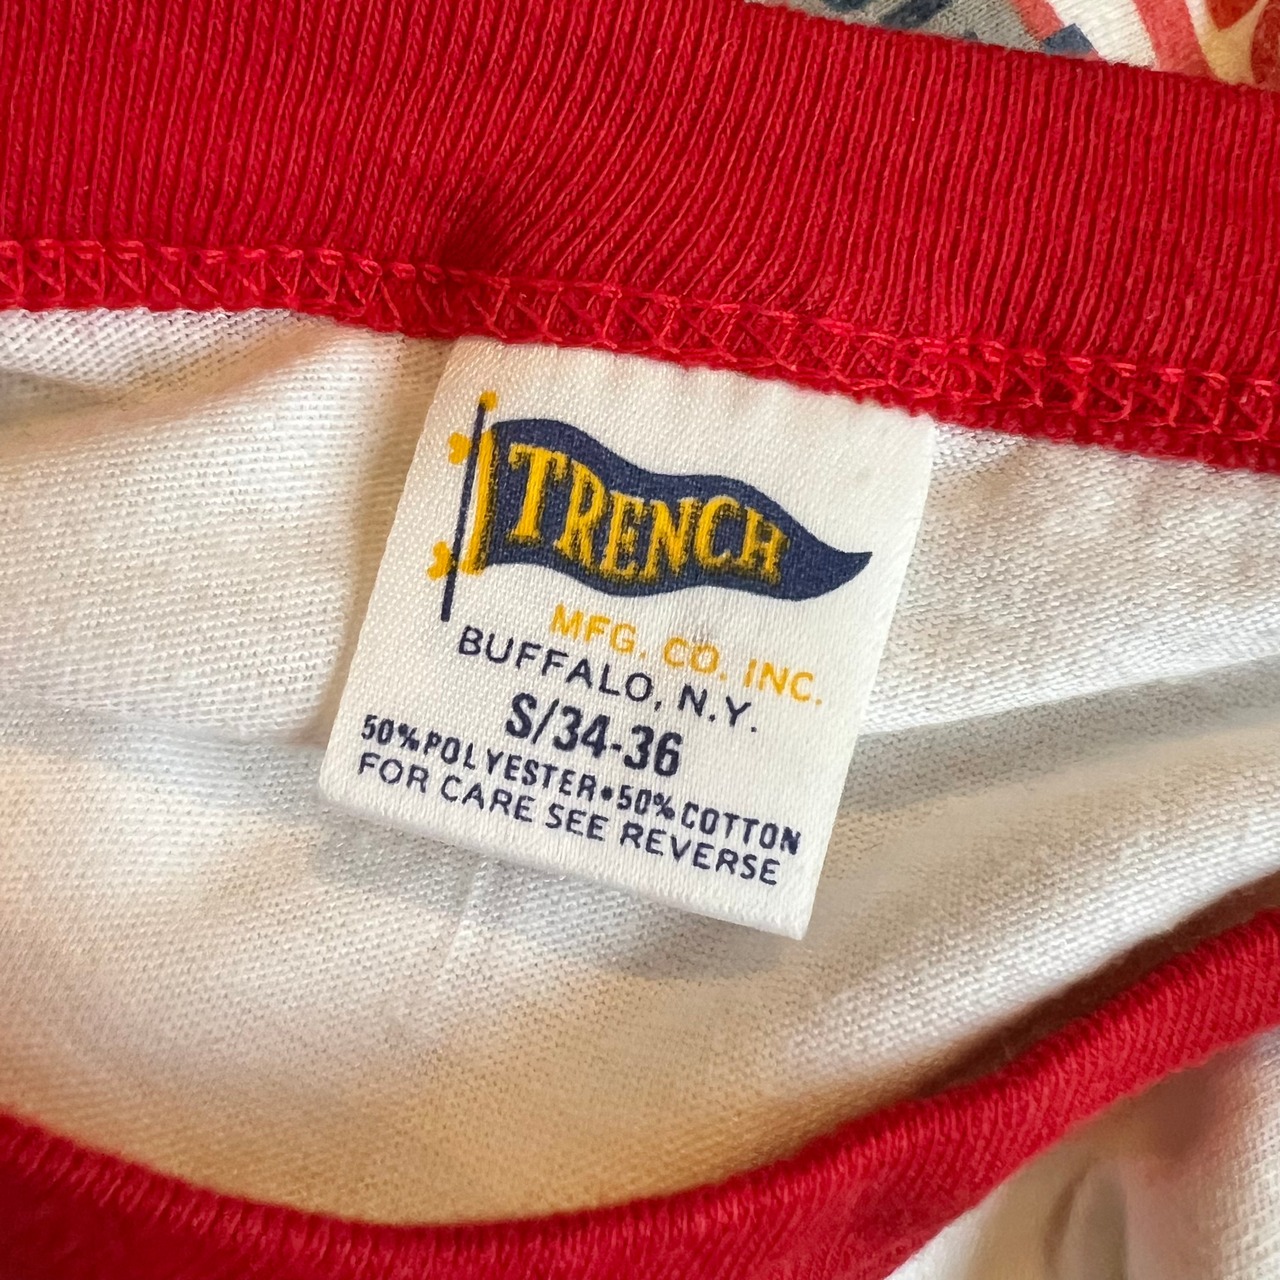 TRENCH
MFG. CO. INC.
BUFFALO, N.Y.
S/34-36
50% POLYESTER•50% COTTON
FOR CARE SEE REVERSE